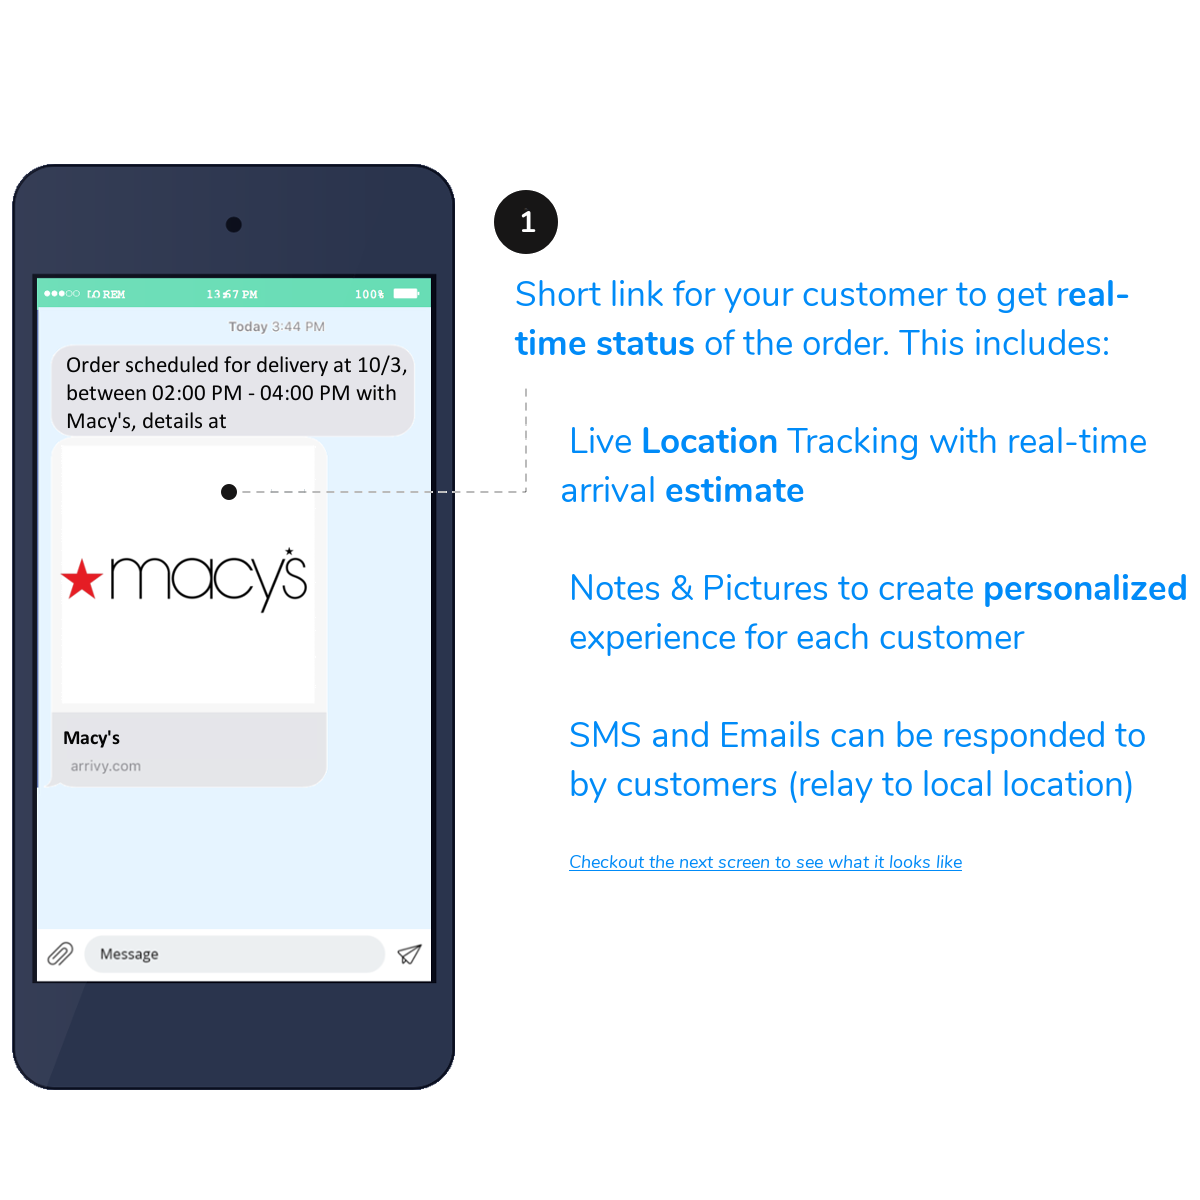 LOREM 13:67 PM 100%
Today 3:44 PM
Order scheduled for delivery at 10/3,
between 02:00 PM - 04:00 PM with
Macy's, details at
macy's
Macy's
arrivy.com
Message
1
Short link for your customer to get real-
time status of the order. This includes:
Live Location Tracking with real-time
arrival estimate
Notes & Pictures to create personalized
experience for each customer
SMS and Emails can be responded to
by customers (relay to local location)
Checkout the next screen to see what it looks like